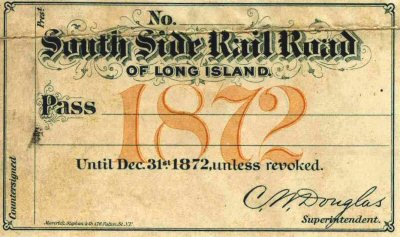 No.
South Side Rail Road
OF LONG ISLAND.
Pass
1872
Until Dec. 31st 1872, unless revoked.
C. W. Douglas
Superintendent.
Countersigned
Pres't